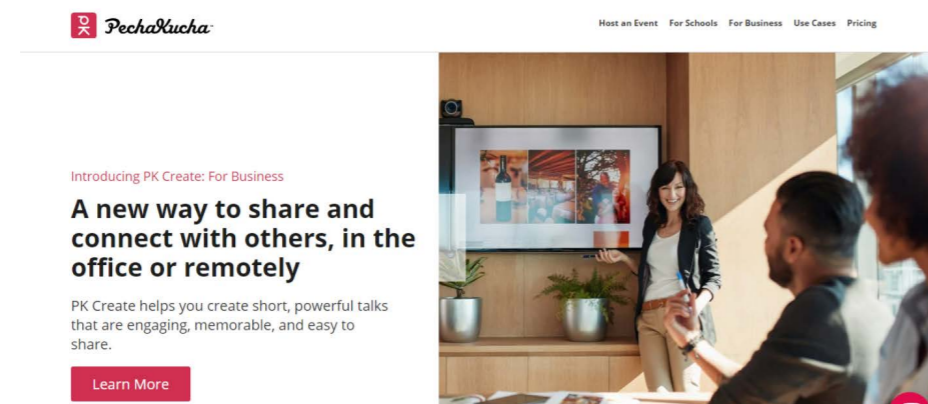 PK
PechaKucha
Host an Event For Schools For Business Use Cases Pricing
Introducing PK Create: For Business
A new way to share and
connect with others, in the
office or remotely
PK Create helps you create short, powerful talks
that are engaging, memorable, and easy to
share.
Learn More